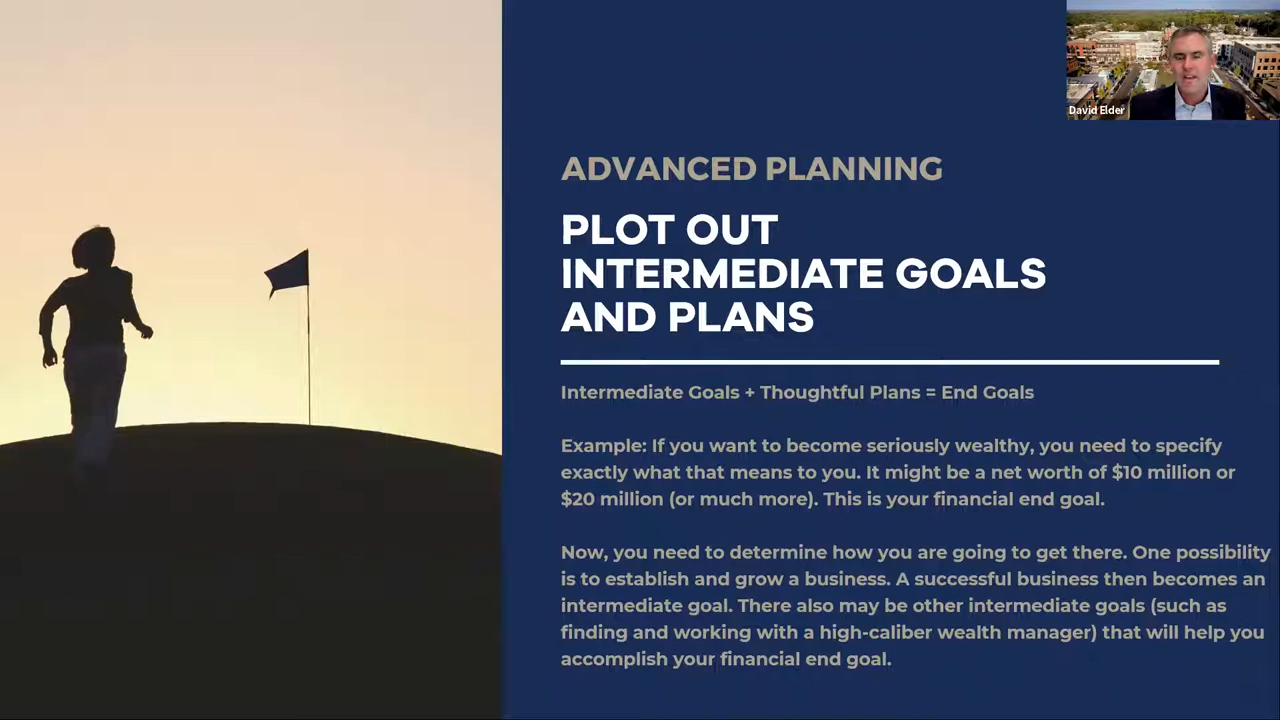 David Elder
ADVANCED PLANNING
PLOT OUT
INTERMEDIATE GOALS
AND PLANS
Intermediate Goals + Thoughtful Plans = End Goals
Example: If you want to become seriously wealthy, you need to specify
exactly what that means to you. It might be a net worth of $10 million or
$20 million (or much more). This is your financial end goal.
Now, you need to determine how you are going to get there. One possibility
is to establish and grow a business. A successful business then becomes an
intermediate goal. There also may be other intermediate goals (such as
finding and working with a high-caliber wealth manager) that will help you
accomplish your financial end goal.